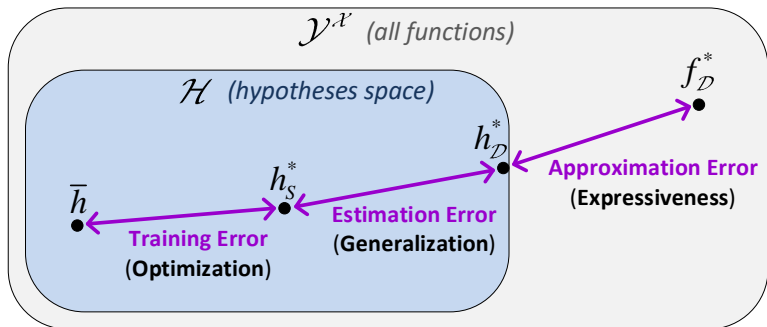 𝒴^𝒳 (all functions)
ℋ (hypotheses space)
f*_𝒟
h*_𝒟
h*_S
h̅
Approximation Error
(Expressiveness)
Estimation Error
(Generalization)
Training Error
(Optimization)